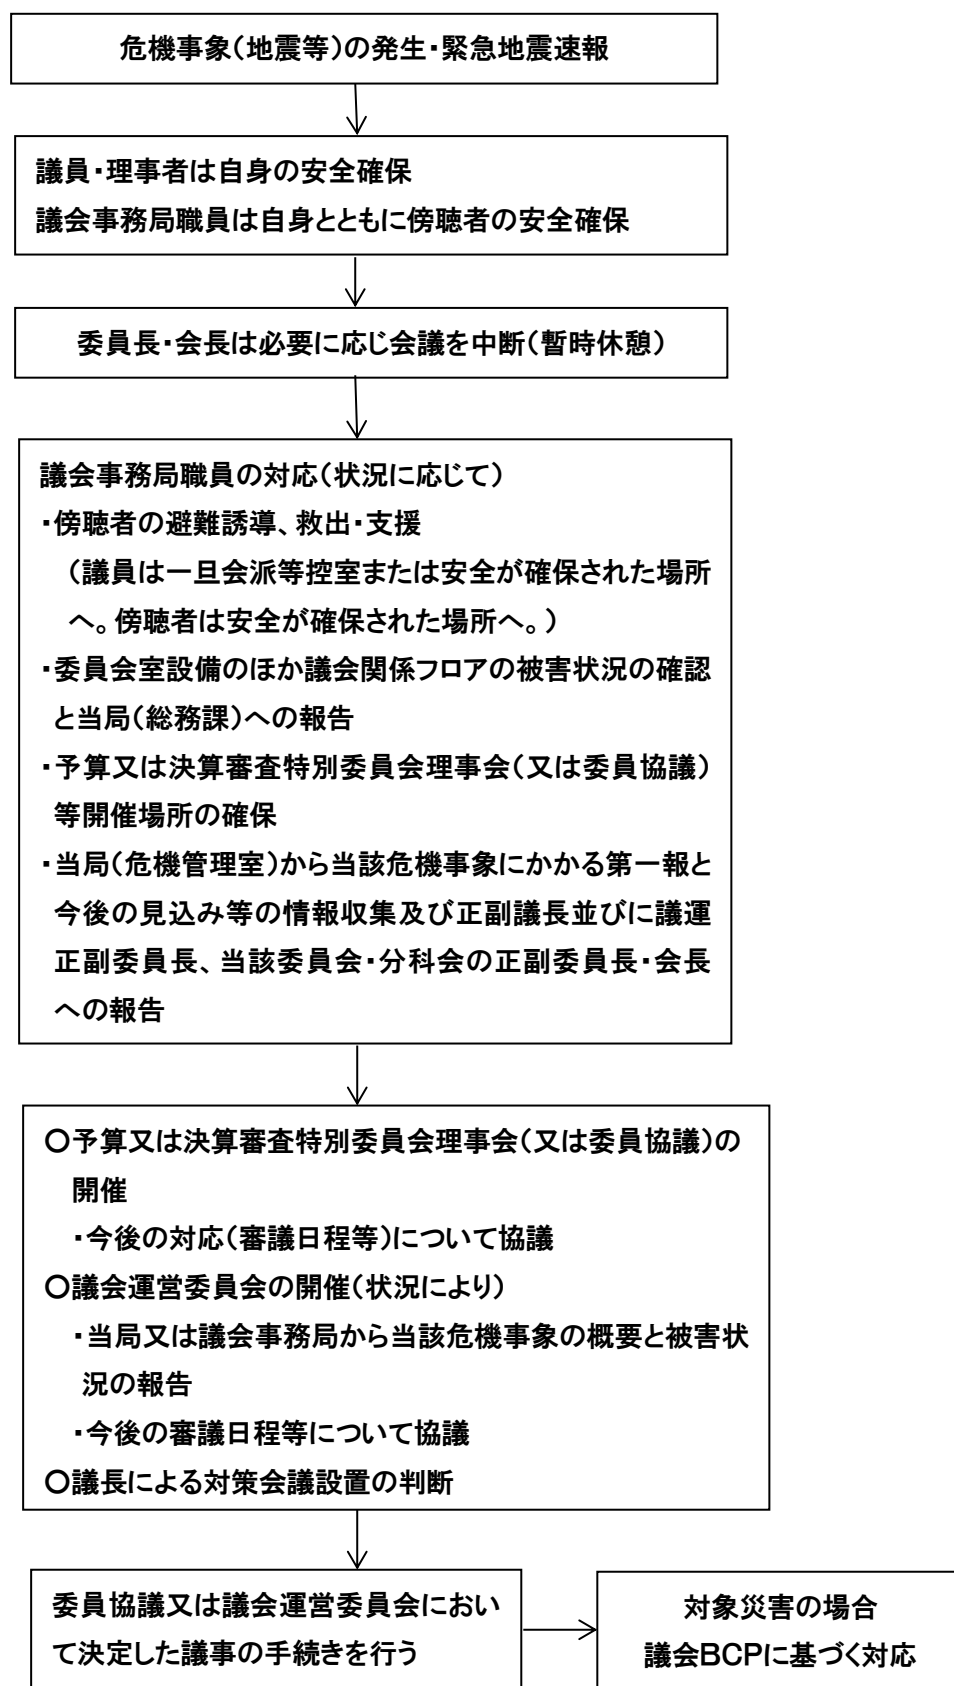 危機事象（地震等）の発生・緊急地震速報
議員・理事者は自身の安全確保
議会事務局職員は自身とともに傍聴者の安全確保
委員長・会長は必要に応じ会議を中断（暫時休憩）
議会事務局職員の対応（状況に応じて）
・傍聴者の避難誘導、救出・支援
（議員は一旦会派等控室または安全が確保された場所
へ。傍聴者は安全が確保された場所へ。）
・委員会室設備のほか議会関係フロアの被害状況の確認
と当局（総務課）への報告
・予算又は決算審査特別委員会理事会（又は委員協議）
等開催場所の確保
・当局（危機管理室）から当該危機事象にかかる第一報と
今後の見込み等の情報収集及び正副議長並びに議運
正副委員長、当該委員会・分科会の正副委員長・会長
への報告
〇予算又は決算審査特別委員会理事会（又は委員協議）の
開催
・今後の対応（審議日程等）について協議
〇議会運営委員会の開催（状況により）
・当局又は議会事務局から当該危機事象の概要と被害状
況の報告
・今後の審議日程等について協議
〇議長による対策会議設置の判断
委員協議又は議会運営委員会におい
て決定した議事の手続きを行う
対象災害の場合
議会BCPに基づく対応